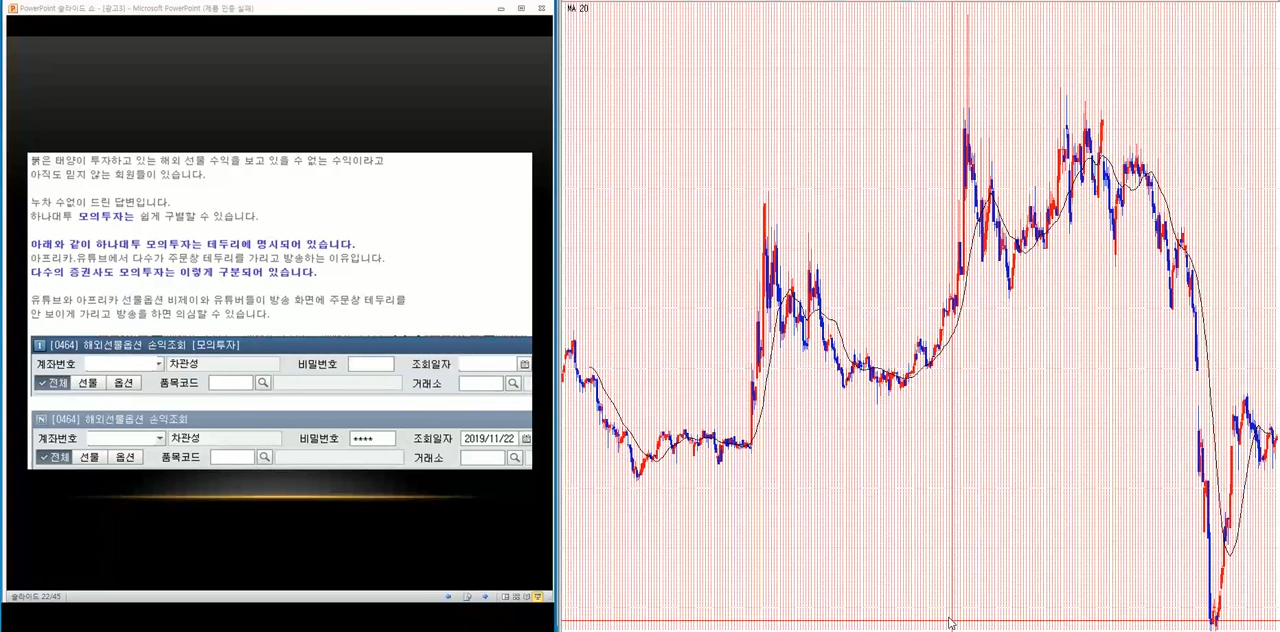 PowerPoint 슬라이드 쇼 - [광고3] - Microsoft PowerPoint (제품 인증 실패)
붉은 태양이 투자하고 있는 해외 선물 수익을 보고 있을 수 없는 수익이라고
아직도 믿지 않는 회원들이 있습니다.
누차 수없이 드린 답변입니다.
하나대투 모의투자는 쉽게 구별할 수 있습니다.
아래와 같이 하나대투 모의투자는 테두리에 명시되어 있습니다.
아프리카.유튜브에서 다수가 주문창 테두리를 가리고 방송하는 이유입니다.
다수의 증권사도 모의투자는 이렇게 구분되어 있습니다.
유튜브와 아프리카 선물옵션 비제이와 유튜버들이 방송 화면에 주문창 테두리를
안 보이게 가리고 방송을 하면 의심할 수 있습니다.
[0464] 해외선물옵션 손익조회 [모의투자]
계좌번호 차관성 비밀번호 조회일자
전체 선물 옵션 품목코드 거래소
[0464] 해외선물옵션 손익조회
계좌번호 차관성 비밀번호 **** 조회일자 2019/11/22
전체 선물 옵션 품목코드 거래소
슬라이드 22/45
MA 20